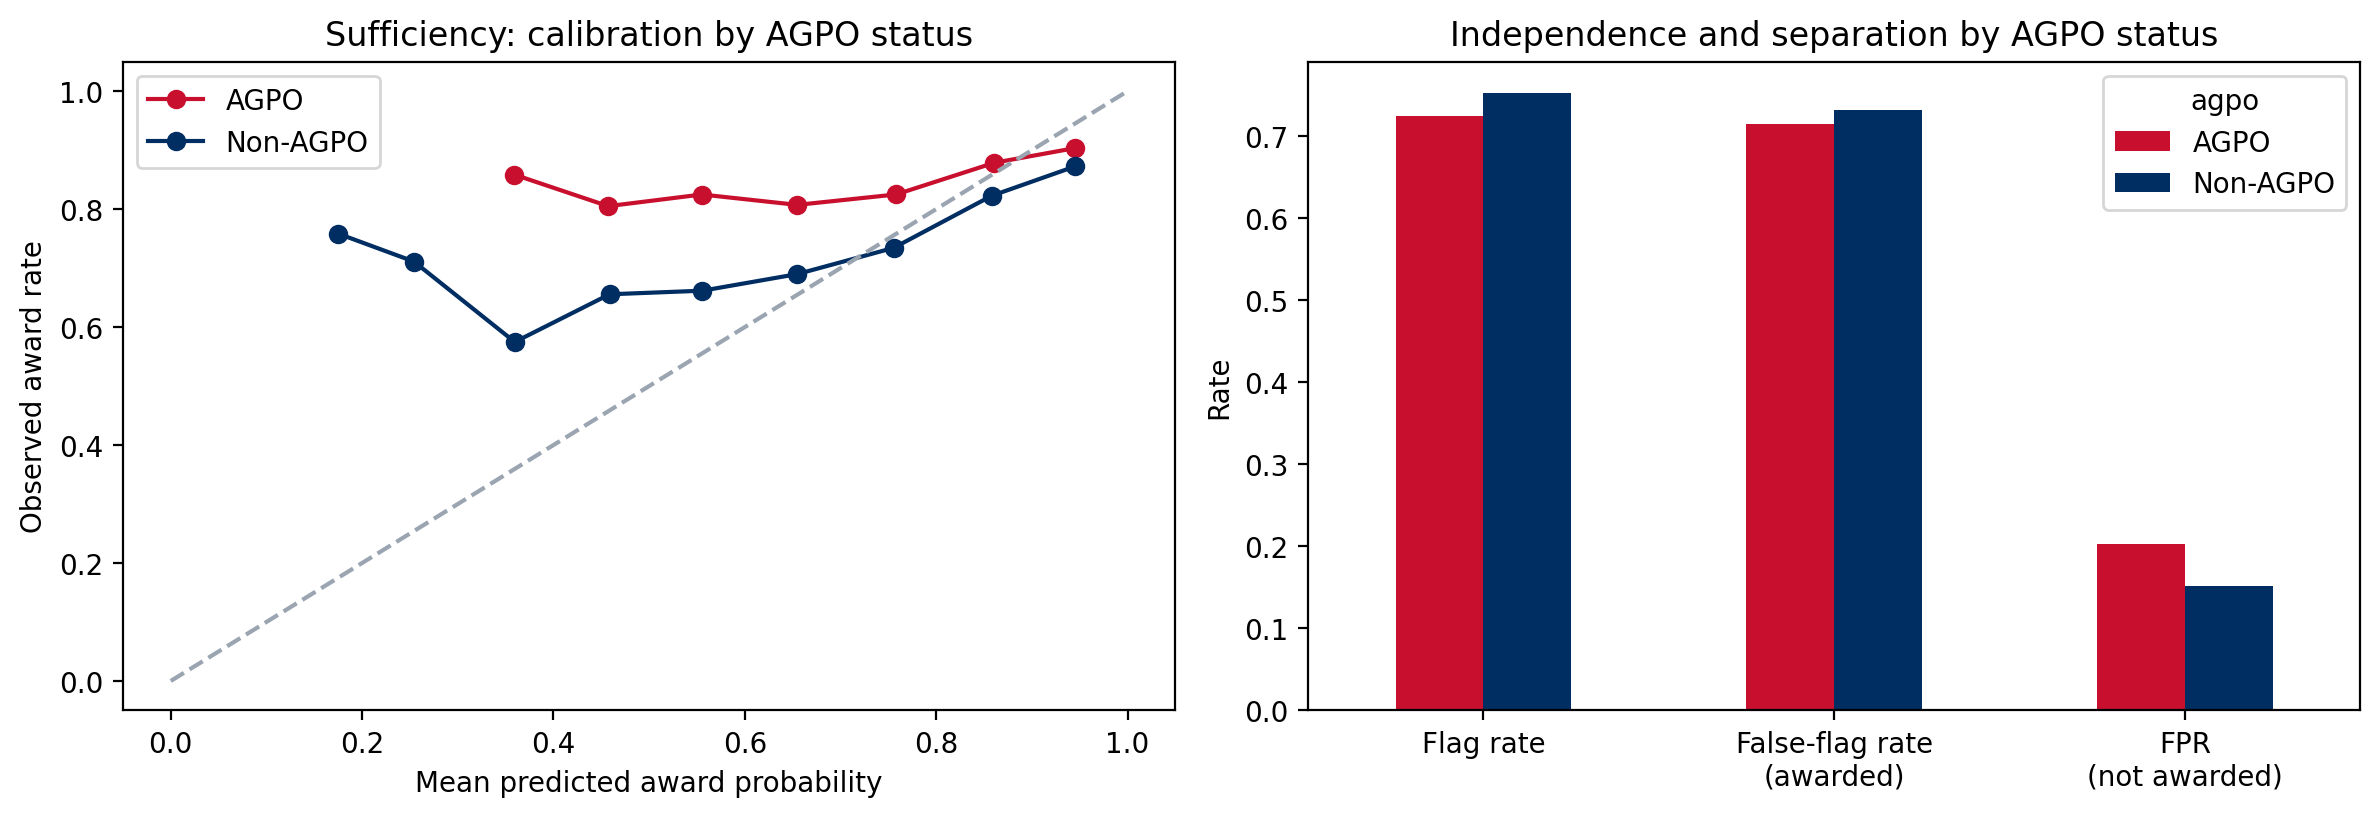 Sufficiency: calibration by AGPO status
AGPO
Non-AGPO
1.0
0.8
0.6
0.4
0.2
0.0
Observed award rate
0.0 0.2 0.4 0.6 0.8 1.0
Mean predicted award probability
Independence and separation by AGPO status
agpo
AGPO
Non-AGPO
0.7
0.6
0.5
0.4
0.3
0.2
0.1
0.0
Rate
Flag rate
False-flag rate
(awarded)
FPR
(not awarded)